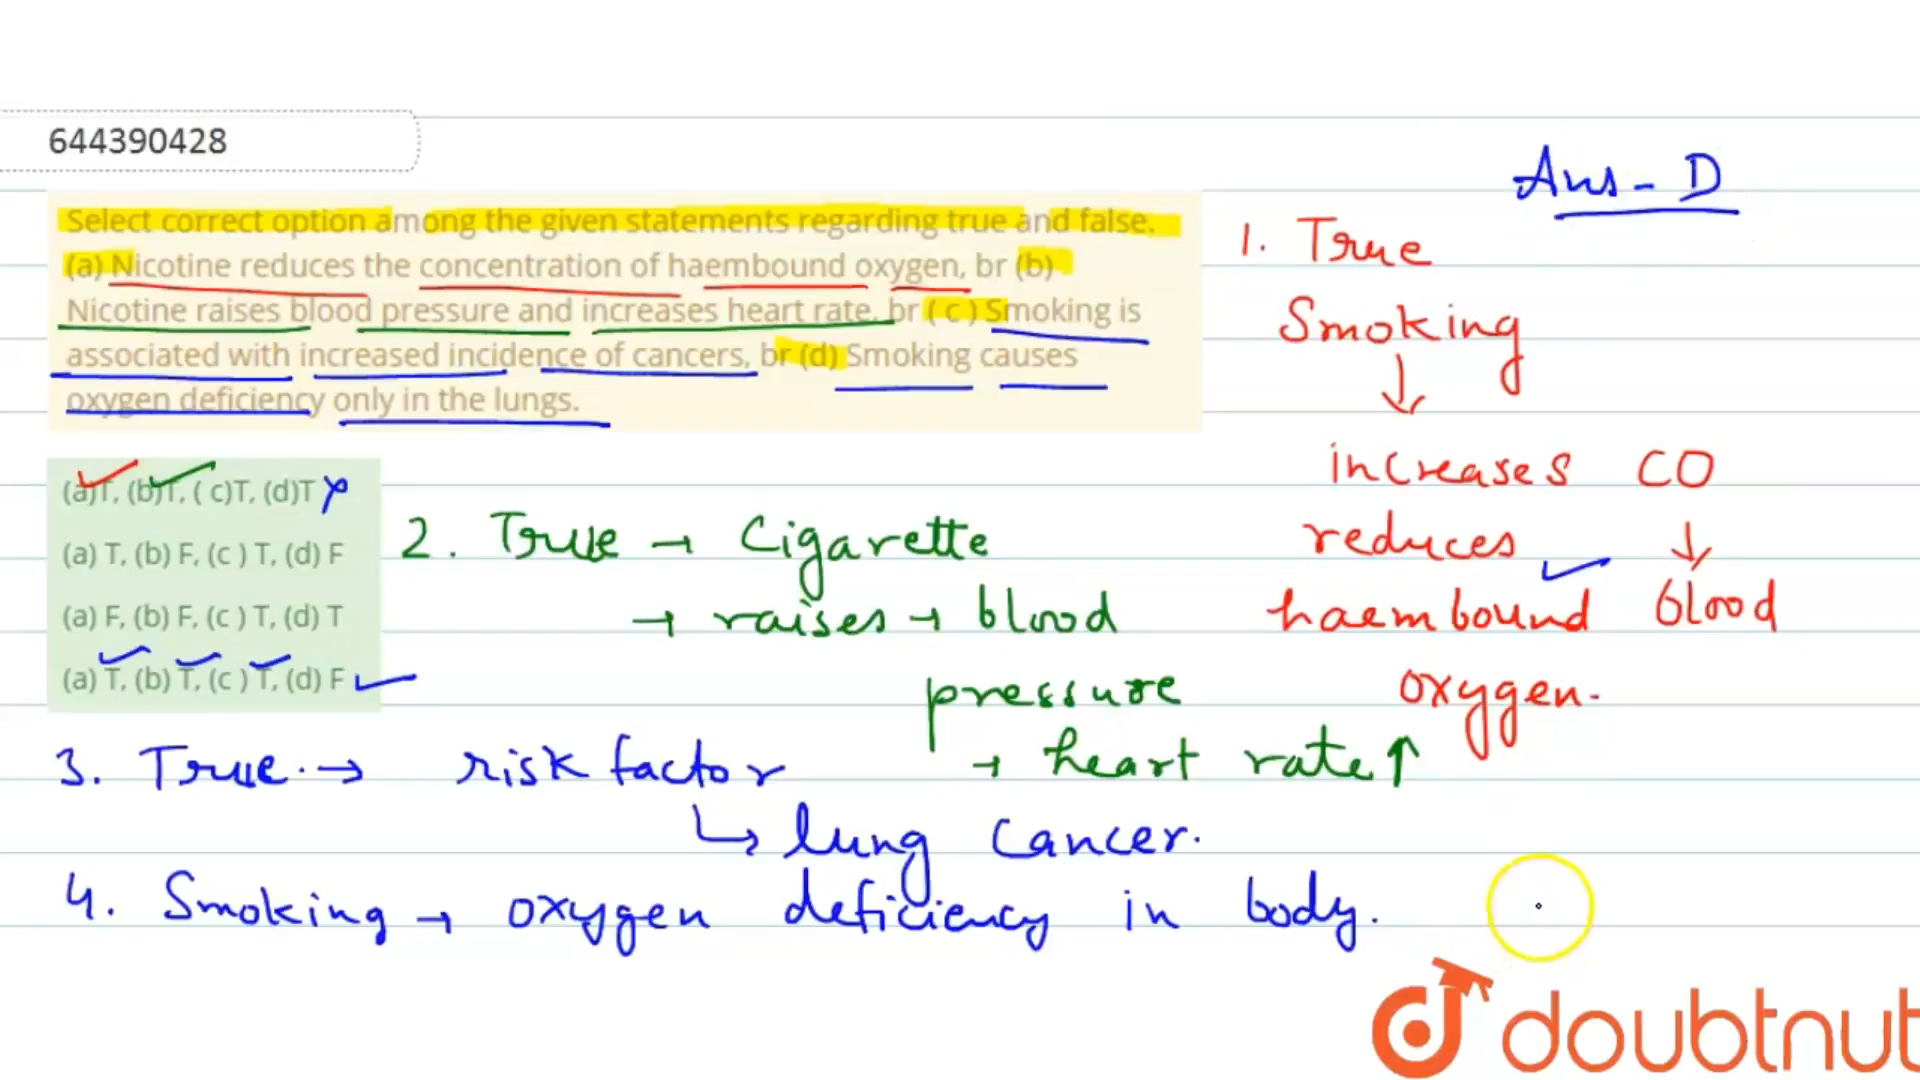 644390428
Ans - D
Select correct option among the given statements regarding true and false.
(a) Nicotine reduces the concentration of haembound oxygen, br (b)
Nicotine raises blood pressure and increases heart rate. br ( c ) Smoking is
associated with increased incidence of cancers, br (d) Smoking causes
oxygen deficiency only in the lungs.
(a)T, (b)T, ( c)T, (d)T
(a) T, (b) F, (c ) T, (d) F
(a) F, (b) F, (c ) T, (d) T
(a) T, (b) T, (c ) T, (d) F
1. True
Smoking
↓
increases CO
reduces ↓
haembound blood
oxygen.
2. True → Cigarette
→ raises → blood
pressure
→ heart rate ↑
3. True. → risk factor
↳ lung cancer.
4. Smoking → oxygen deficiency in body.
doubtnut